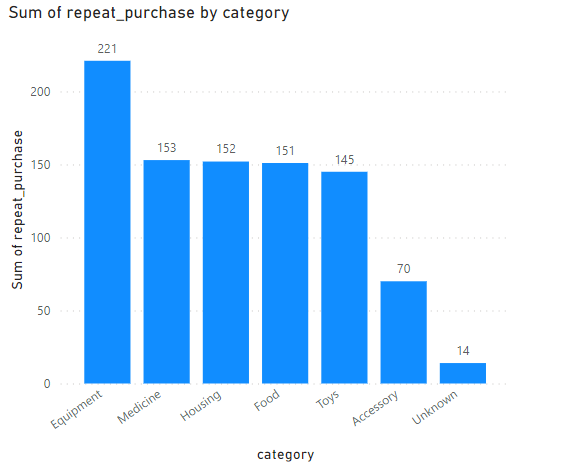 Sum of repeat_purchase by category
Sum of repeat_purchase
200
150
100
50
0
221
153
152
151
145
70
14
Equipment
Medicine
Housing
Food
Toys
Accessory
Unknown
category